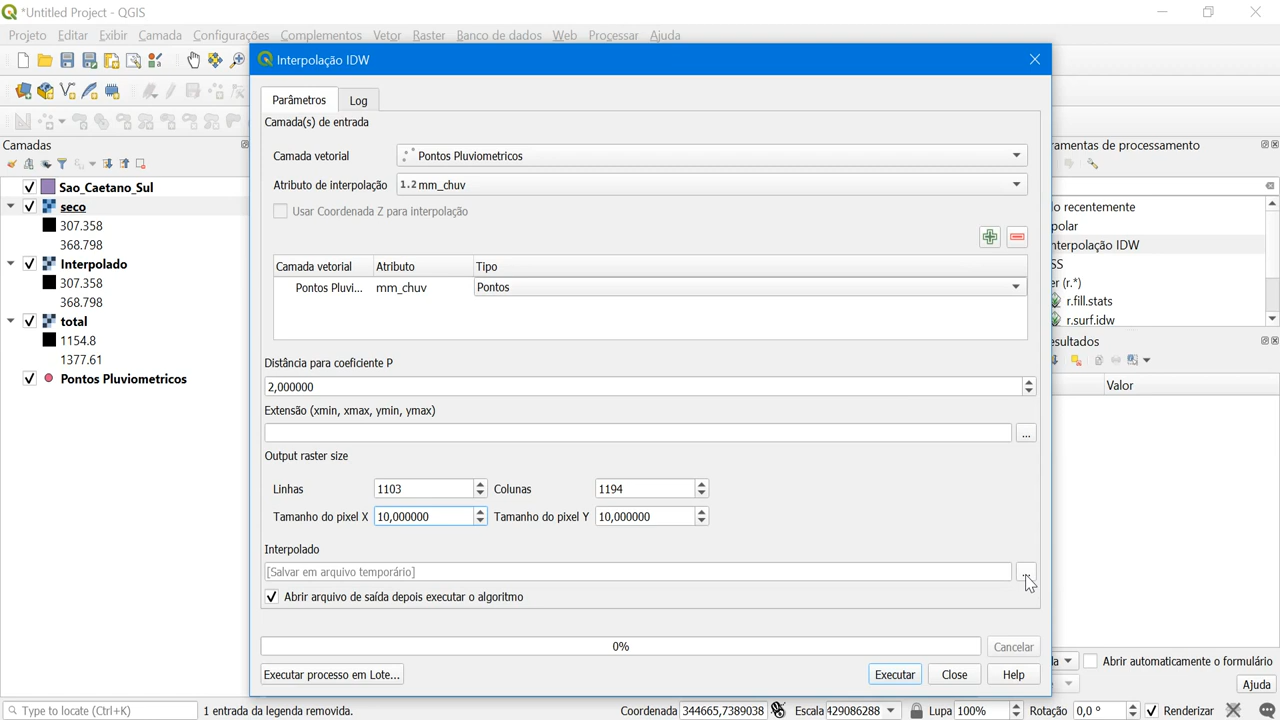 *Untitled Project - QGIS
Projeto Editar Exibir Camada Configurações Complementos Vetor Raster Banco de dados Web Processar Ajuda
Interpolação IDW
Parâmetros Log
Camada(s) de entrada
Camada vetorial Pontos Pluviometricos
Atributo de interpolação 1.2 mm_chuv
Usar Coordenada Z para interpolação
Camada vetorial Atributo Tipo
Pontos Pluvi... mm_chuv Pontos
Distância para coeficiente P
2,000000
Extensão (xmin, xmax, ymin, ymax)
...
Output raster size
Linhas 1103 Colunas 1194
Tamanho do pixel X 10,000000 Tamanho do pixel Y 10,000000
Interpolado
[Salvar em arquivo temporário] ...
Abrir arquivo de saída depois executar o algoritmo
0% Cancelar
Executar processo em Lote... Executar Close Help
Camadas
Sao_Caetano_Sul
seco
307.358
368.798
Interpolado
307.358
368.798
total
1154.8
1377.61
Pontos Pluviometricos
ramentas de processamento
o recentemente
polar
nterpolação IDW
SS
er (r.*)
r.fill.stats
r.surf.idw
esultados
Valor
la Abrir automaticamente o formulário
Ajuda
Type to locate (Ctrl+K) 1 entrada da legenda removida. Coordenada 344665,7389038 Escala 429086288 Lupa 100% Rotação 0,0 ° Renderizar